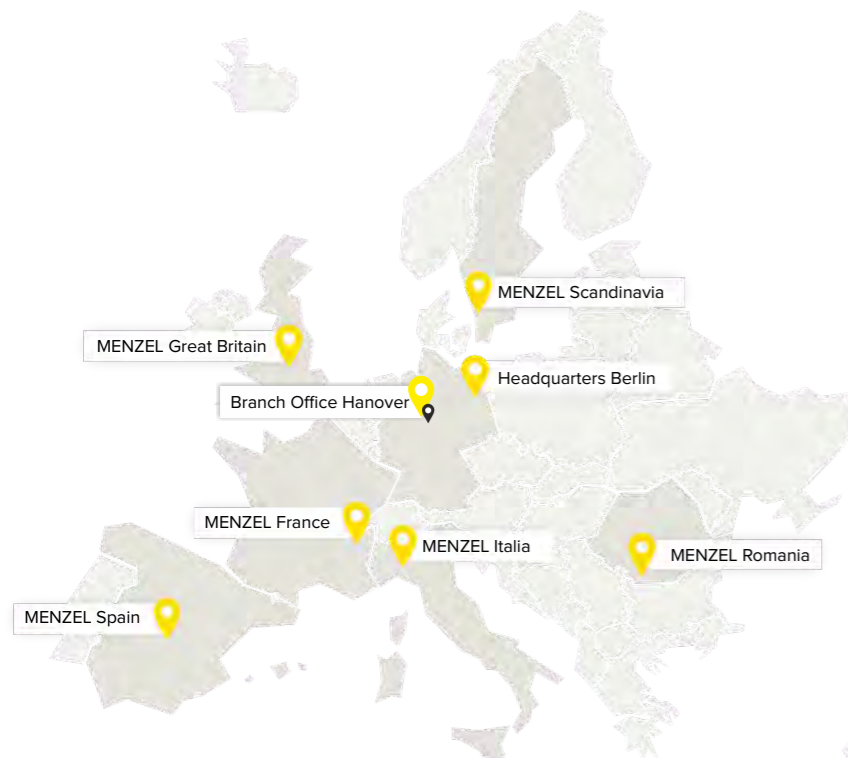 MENZEL Scandinavia
MENZEL Great Britain
Headquarters Berlin
Branch Office Hanover
MENZEL France
MENZEL Italia
MENZEL Romania
MENZEL Spain